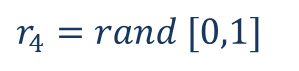 r₄ = rand [0,1]